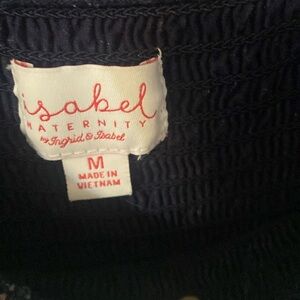 isabel
MATERNITY
by Ingrid & Isabel
M
MADE IN
VIETNAM